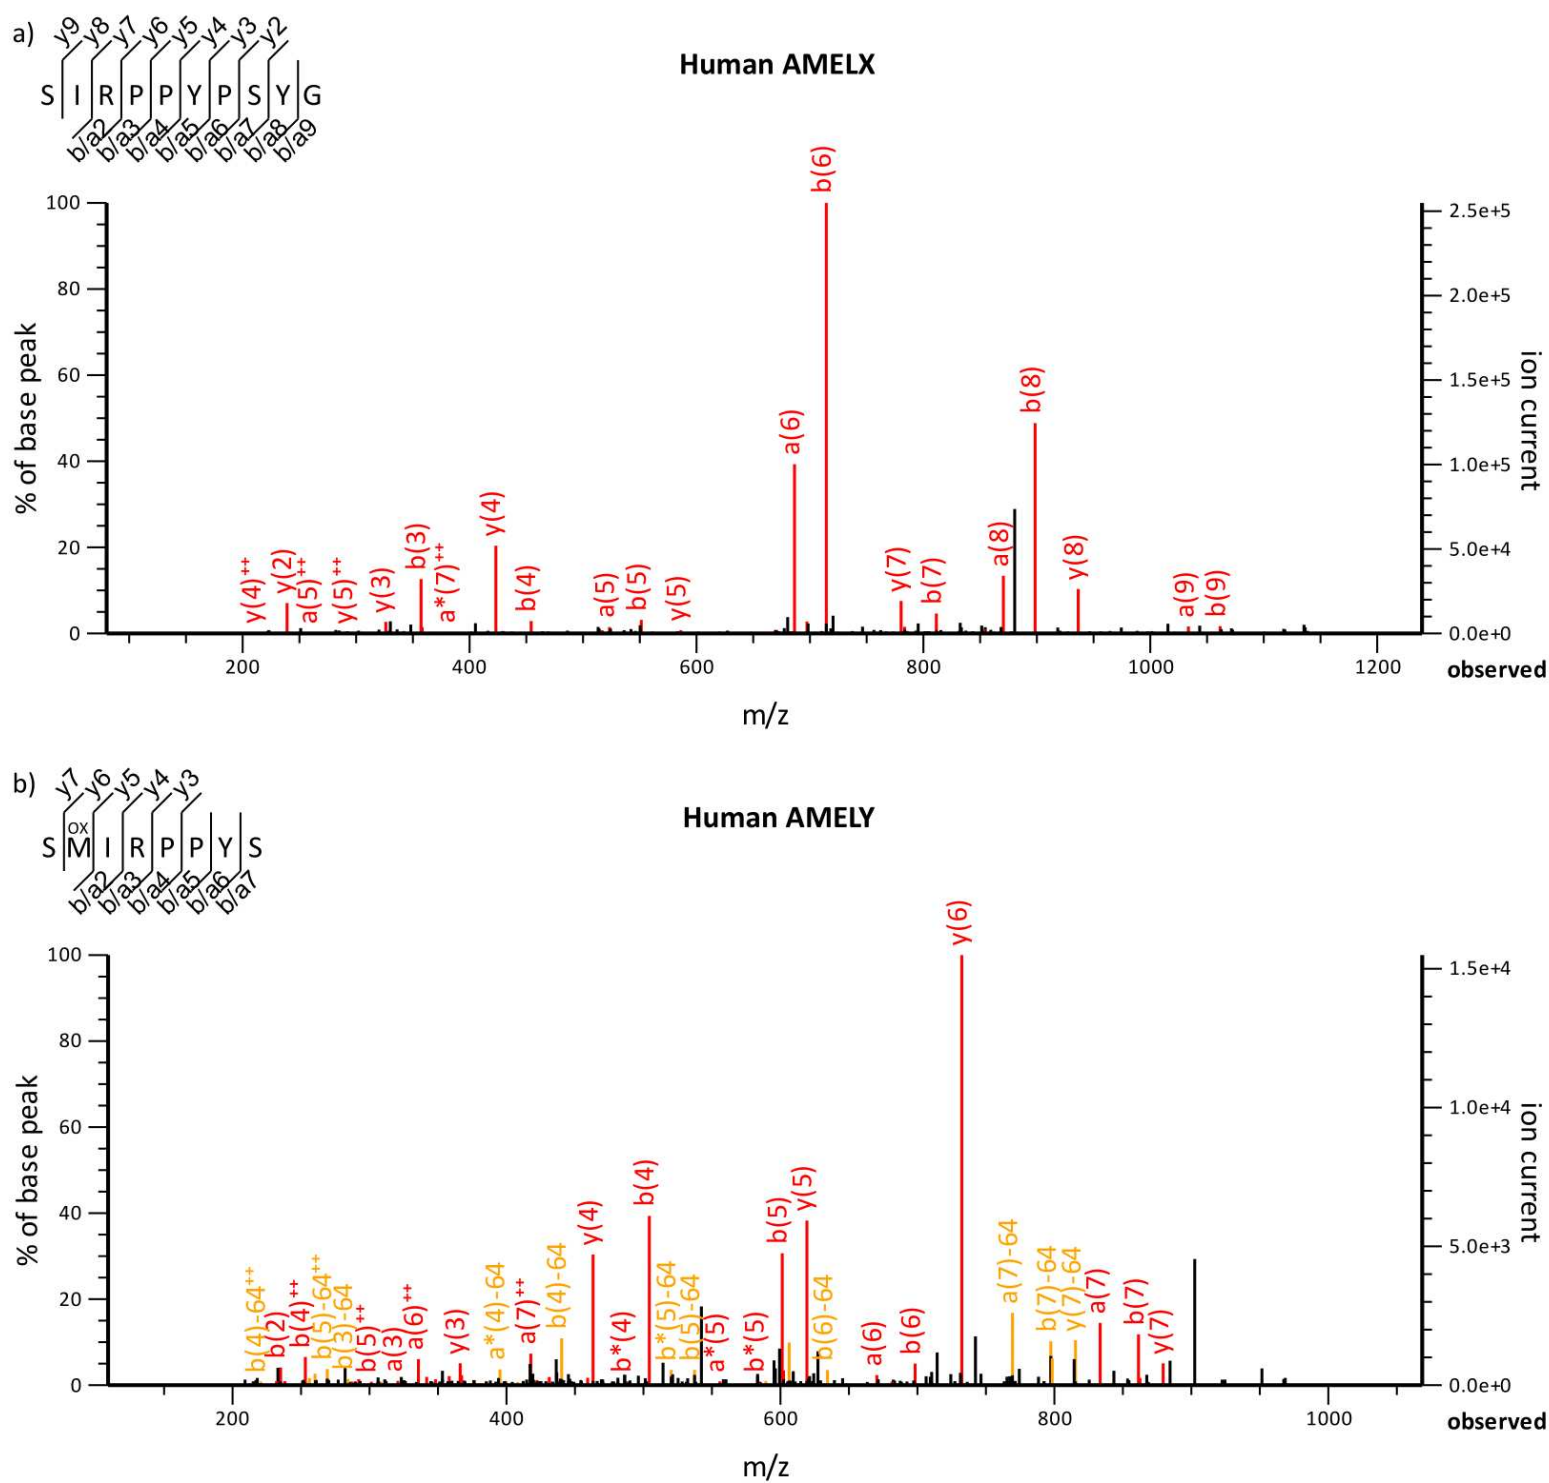 a)
y9 y8 y7 y6 y5 y4 y3 y2
S I R P P Y P S Y G
b/a2 b/a3 b/a4 b/a5 b/a6 b/a7 b/a8 b/a9
Human AMELX
% of base peak
100
80
60
40
20
0
y(4)++ y(2) a(5)++ y(5)++ y(3) b(3) a*(7)++ y(4) b(4) a(5) b(5) y(5) a(6) b(6) y(7) b(7) a(8) b(8) y(8) a(9) b(9)
2.5e+5
2.0e+5
1.5e+5
1.0e+5
5.0e+4
0.0e+0
ion current
200 400 600 800 1000 1200 observed
m/z
b)
y7 y6 y5 y4 y3
OX
S M I R P P Y S
b/a2 b/a3 b/a4 b/a5 b/a6 b/a7
Human AMELY
% of base peak
100
80
60
40
20
0
b(4)-64++ b(2) b(4)++ b(5)-64++ b(3)-64 b(5)++ a(3) a(6)++ y(3) a*(4)-64 a(7)++ b(4)-64 y(4) b*(4) b(4) b*(5)-64 b(5)-64 a*(5) b*(5) b(5) y(5) b(6)-64 a(6) b(6) y(6) a(7)-64 b(7)-64 y(7)-64 a(7) b(7) y(7)
1.5e+4
1.0e+4
5.0e+3
0.0e+0
ion current
200 400 600 800 1000 observed
m/z